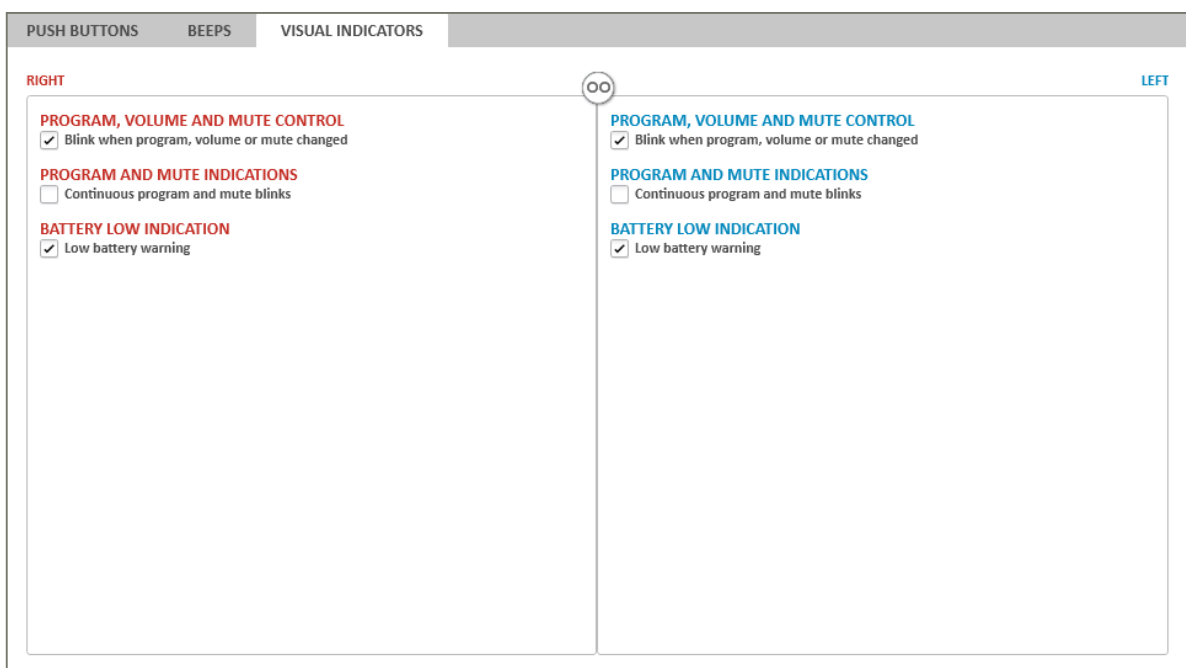 PUSH BUTTONS BEEPS VISUAL INDICATORS
RIGHT LEFT
PROGRAM, VOLUME AND MUTE CONTROL
Blink when program, volume or mute changed
PROGRAM AND MUTE INDICATIONS
Continuous program and mute blinks
BATTERY LOW INDICATION
Low battery warning
PROGRAM, VOLUME AND MUTE CONTROL
Blink when program, volume or mute changed
PROGRAM AND MUTE INDICATIONS
Continuous program and mute blinks
BATTERY LOW INDICATION
Low battery warning